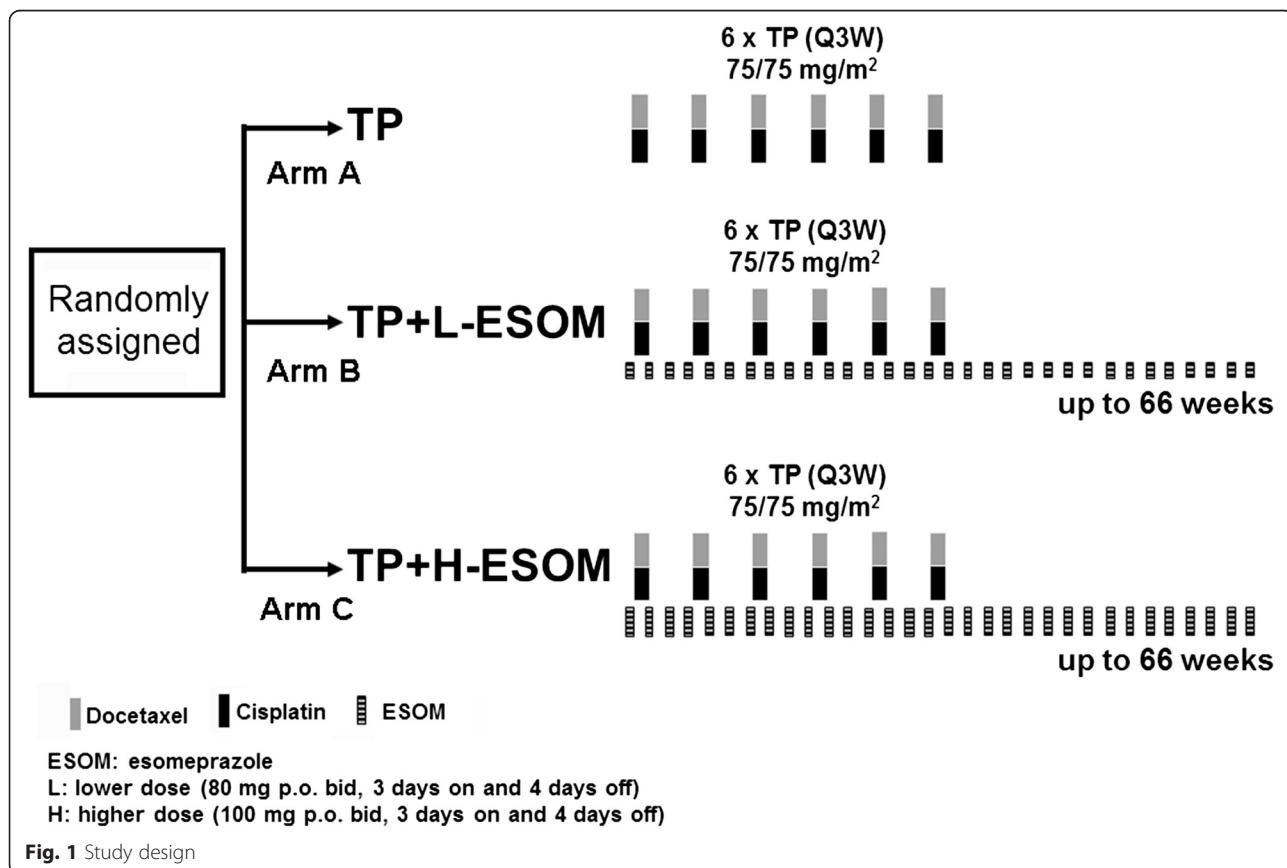 6 x TP (Q3W)
75/75 mg/m²
TP
Arm A
6 x TP (Q3W)
75/75 mg/m²
Randomly
assigned
TP+L-ESOM
Arm B
up to 66 weeks
6 x TP (Q3W)
75/75 mg/m²
TP+H-ESOM
Arm C
up to 66 weeks
Docetaxel Cisplatin ESOM
ESOM: esomeprazole
L: lower dose (80 mg p.o. bid, 3 days on and 4 days off)
H: higher dose (100 mg p.o. bid, 3 days on and 4 days off)
Fig. 1 Study design